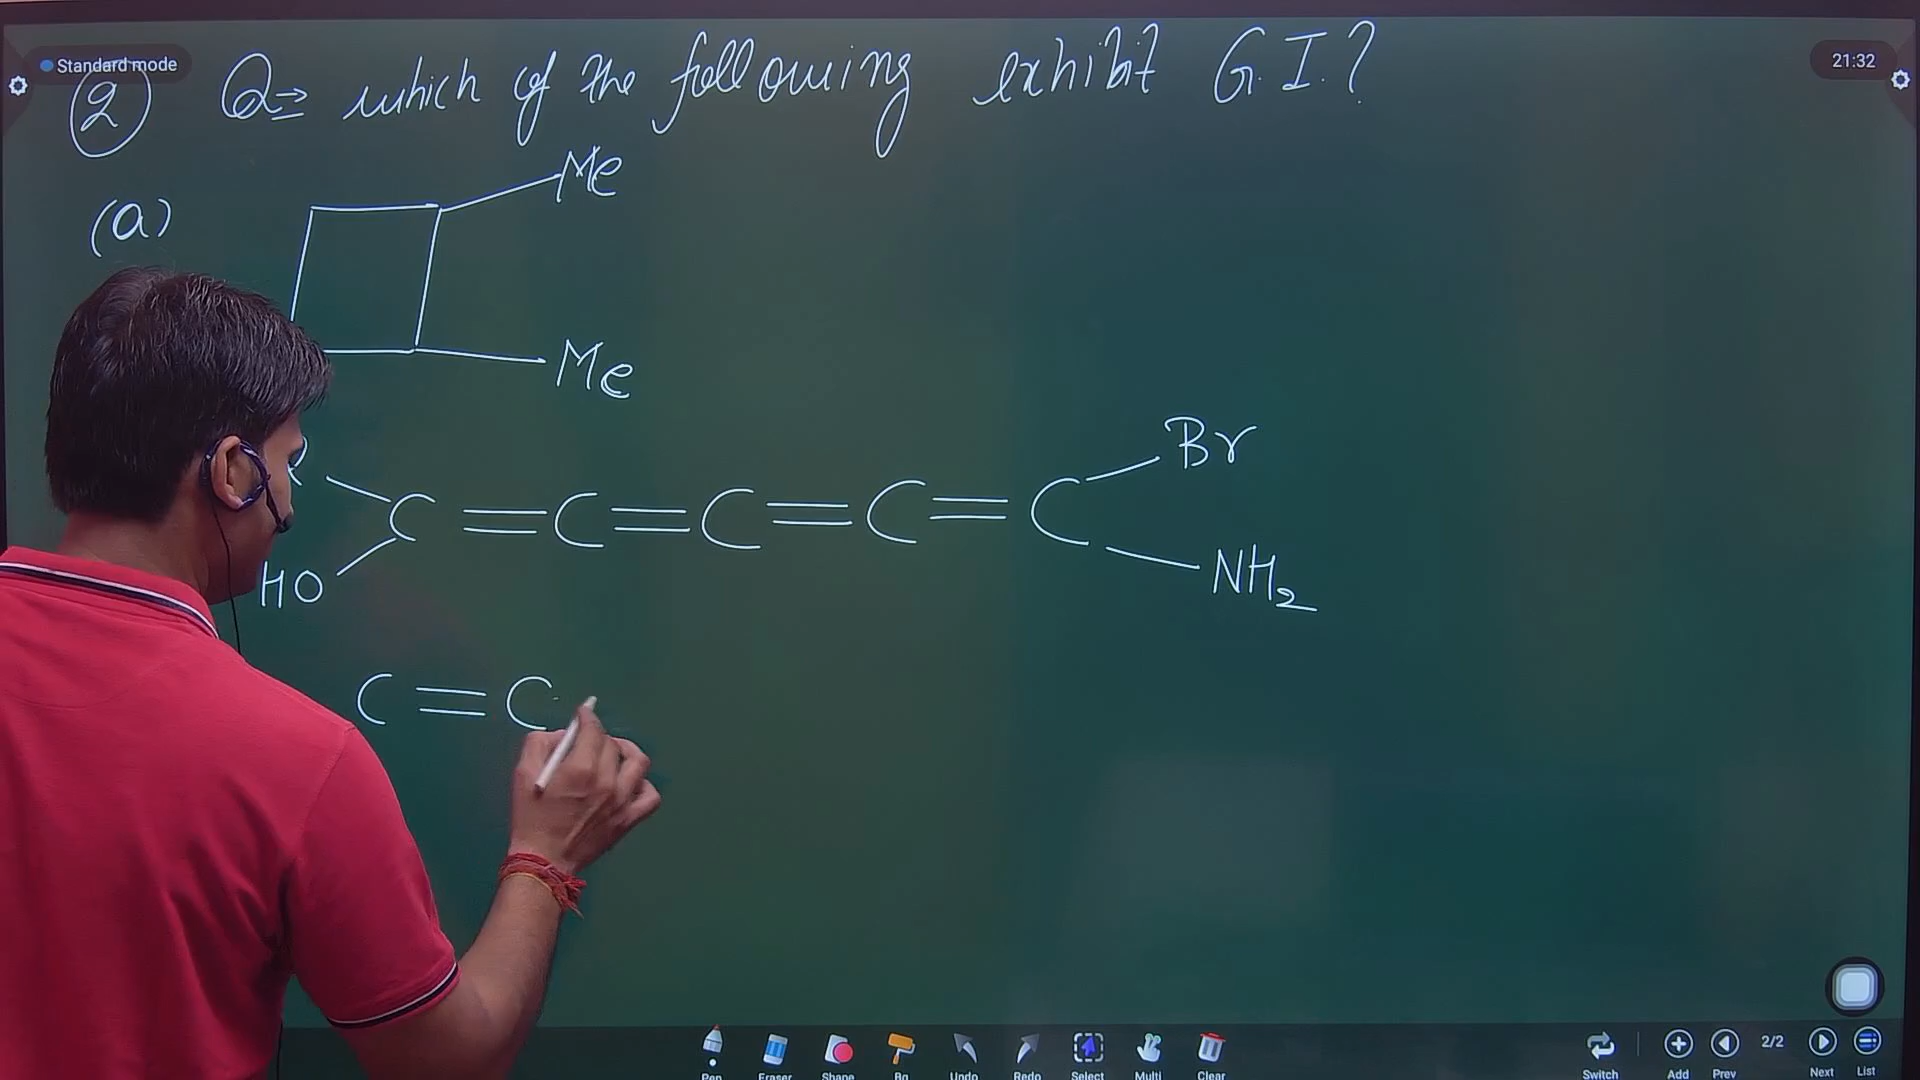 Standard mode
21:32
(2) Q⇒ which of the following exhibit G.I.?
(a)
Me
Me
Br
C=C=C=C=C
HO
NH₂
C=C
Pen Eraser Shape Bg Undo Redo Select Multi Clear Switch Add Prev 2/2 Next List